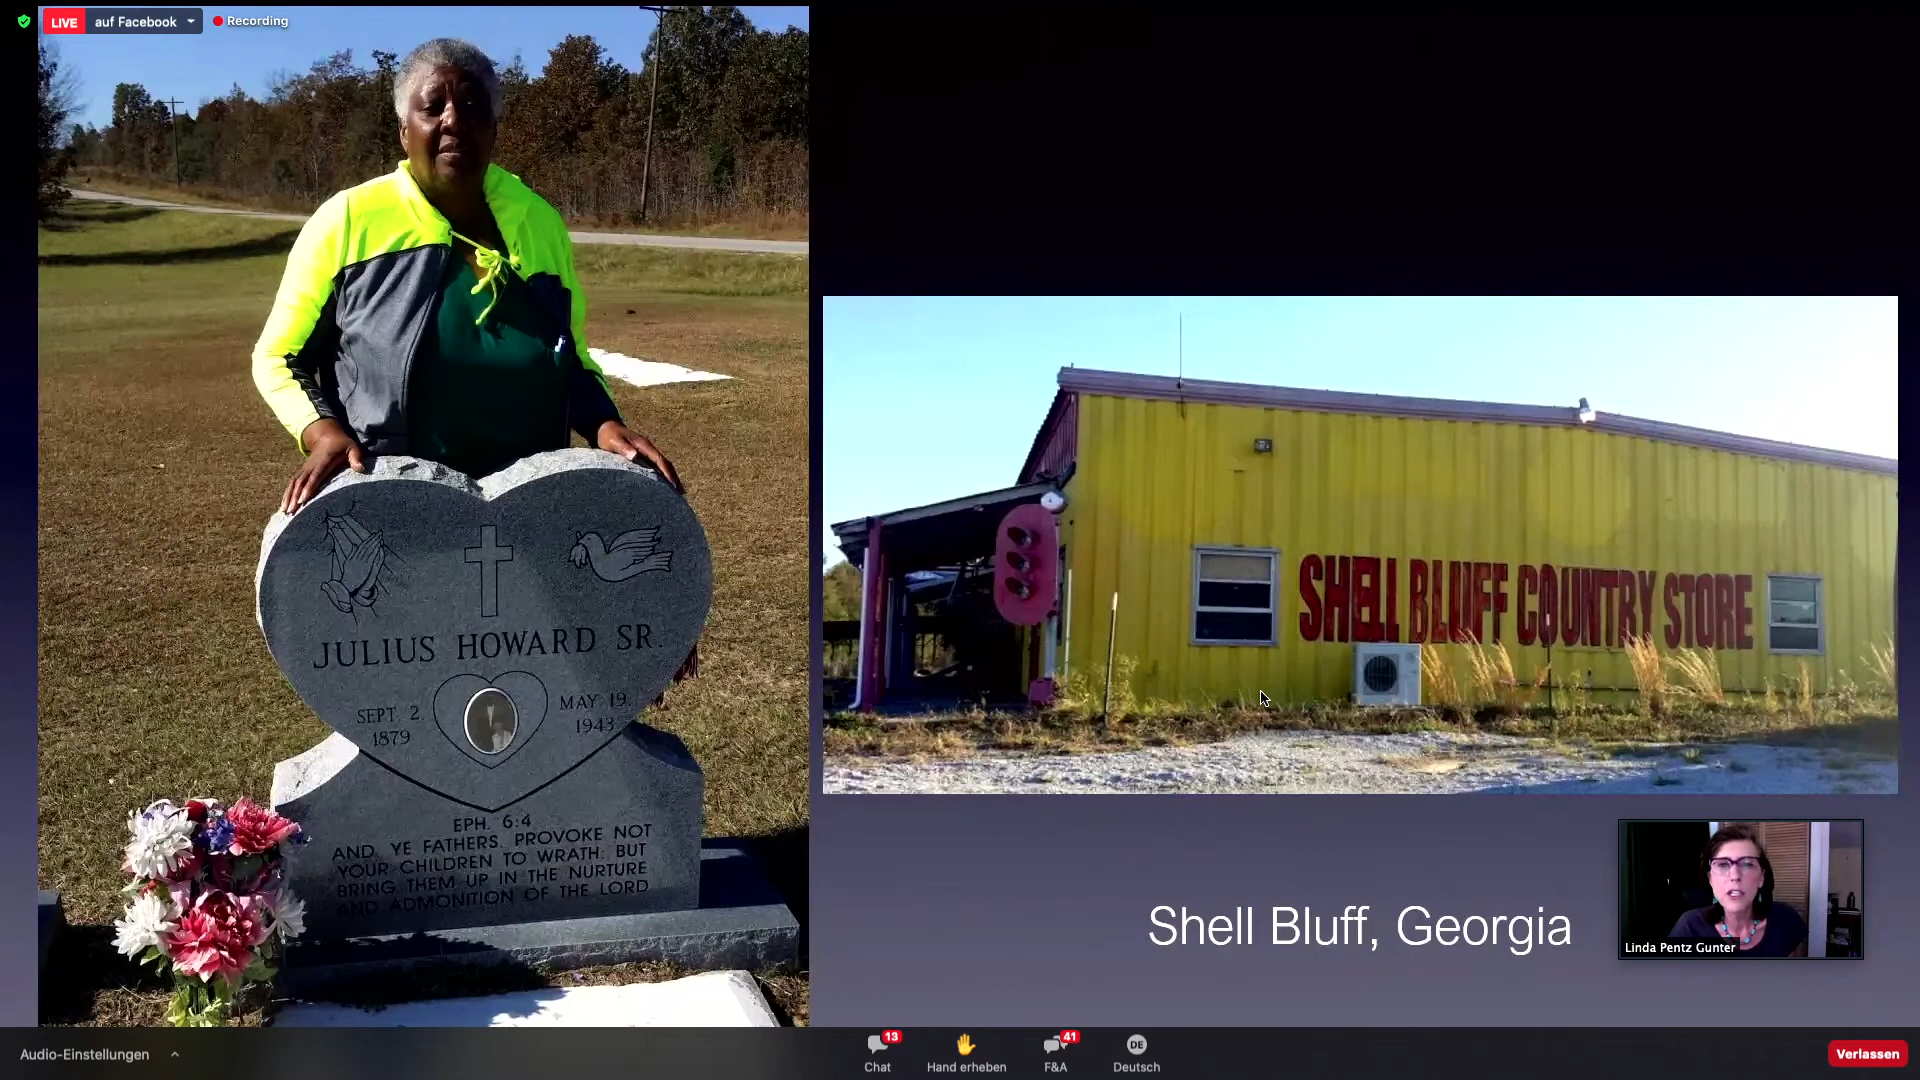 LIVE auf Facebook
Recording
JULIUS HOWARD SR.
SEPT. 2
1879
MAY 19,
1943
EPH. 6:4
AND, YE FATHERS, PROVOKE NOT
YOUR CHILDREN TO WRATH: BUT
BRING THEM UP IN THE NURTURE
AND ADMONITION OF THE LORD
SHELL BLUFF COUNTRY STORE
Shell Bluff, Georgia
Linda Pentz Gunter
Audio-Einstellungen
13
Chat
Hand erheben
41
F&A
DE
Deutsch
Verlassen